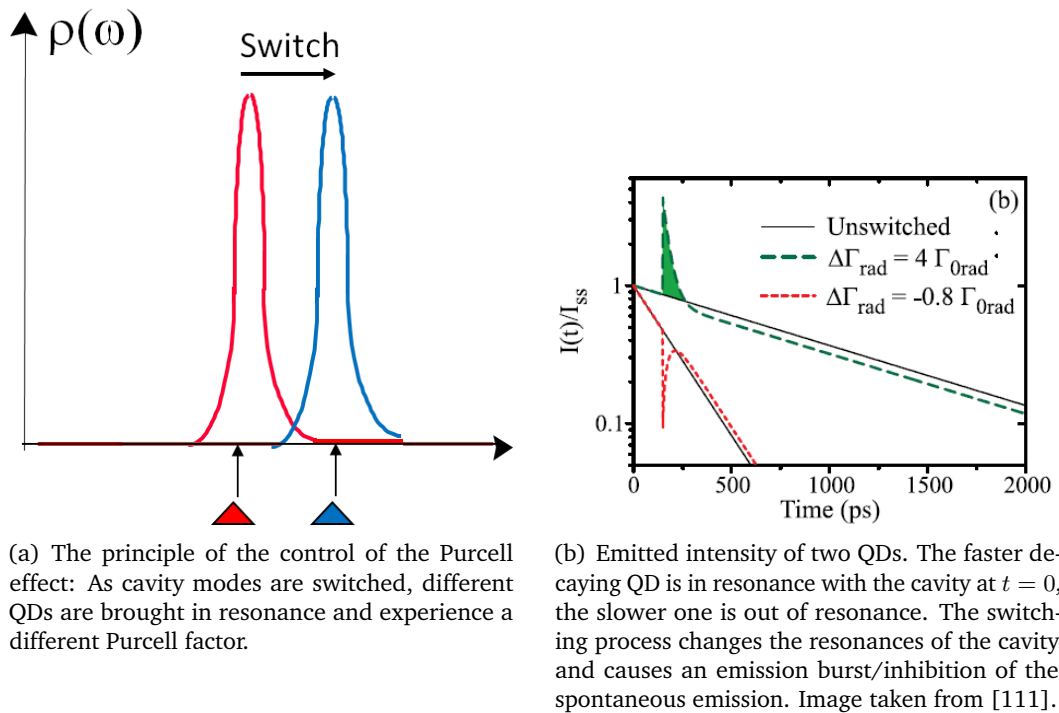 ρ(ω)
Switch
(b)
Unswitched
ΔΓrad = 4 Γ0rad
ΔΓrad = -0.8 Γ0rad
I(t)/Iss
1
0.1
0
500
1000
1500
2000
Time (ps)
(a) The principle of the control of the Purcell
effect: As cavity modes are switched, different
QDs are brought in resonance and experience a
different Purcell factor.
(b) Emitted intensity of two QDs. The faster de-
caying QD is in resonance with the cavity at t = 0,
the slower one is out of resonance. The switch-
ing process changes the resonances of the cavity
and causes an emission burst/inhibition of the
spontaneous emission. Image taken from [111].